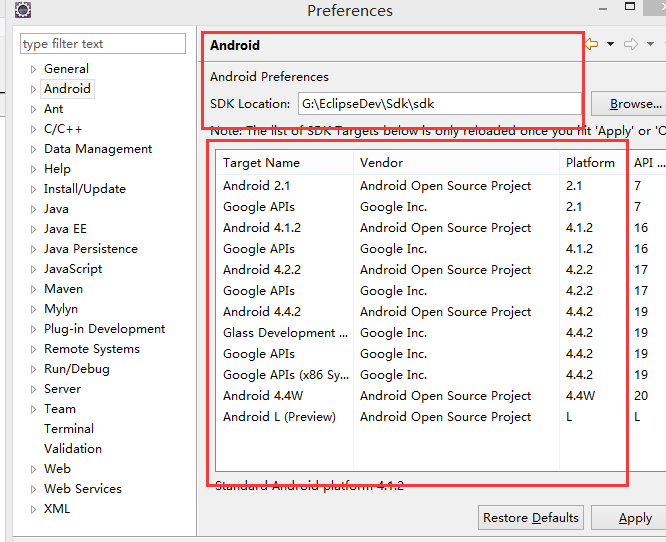 Preferences
type filter text
General
Android
Ant
C/C++
Data Management
Help
Install/Update
Java
Java EE
Java Persistence
JavaScript
Maven
Mylyn
Plug-in Development
Remote Systems
Run/Debug
Server
Team
Terminal
Validation
Web
Web Services
XML
Android
Android Preferences
SDK Location: G:\EclipseDev\Sdk\sdk Browse...
Note: The list of SDK Targets below is only reloaded once you hit 'Apply' or 'O
Target Name Vendor Platform API ...
Android 2.1 Android Open Source Project 2.1 7
Google APIs Google Inc. 2.1 7
Android 4.1.2 Android Open Source Project 4.1.2 16
Google APIs Google Inc. 4.1.2 16
Android 4.2.2 Android Open Source Project 4.2.2 17
Google APIs Google Inc. 4.2.2 17
Android 4.4.2 Android Open Source Project 4.4.2 19
Glass Development ... Google Inc. 4.4.2 19
Google APIs Google Inc. 4.4.2 19
Google APIs (x86 Sy... Google Inc. 4.4.2 19
Android 4.4W Android Open Source Project 4.4W 20
Android L (Preview) Android Open Source Project L L
Standard Android platform 4.1.2
Restore Defaults Apply